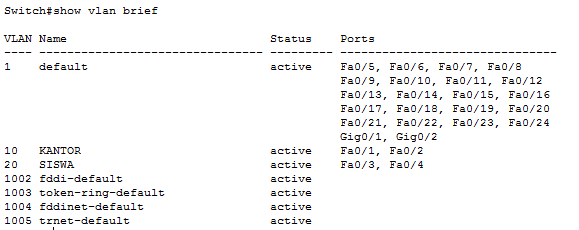 Switch#show vlan brief
VLAN Name                             Status    Ports
---- -------------------------------- --------- -------------------------------
1    default                          active    Fa0/5, Fa0/6, Fa0/7, Fa0/8
                                                Fa0/9, Fa0/10, Fa0/11, Fa0/12
                                                Fa0/13, Fa0/14, Fa0/15, Fa0/16
                                                Fa0/17, Fa0/18, Fa0/19, Fa0/20
                                                Fa0/21, Fa0/22, Fa0/23, Fa0/24
                                                Gig0/1, Gig0/2
10   KANTOR                           active    Fa0/1, Fa0/2
20   SISWA                            active    Fa0/3, Fa0/4
1002 fddi-default                     active
1003 token-ring-default               active
1004 fddinet-default                  active
1005 trnet-default                    active